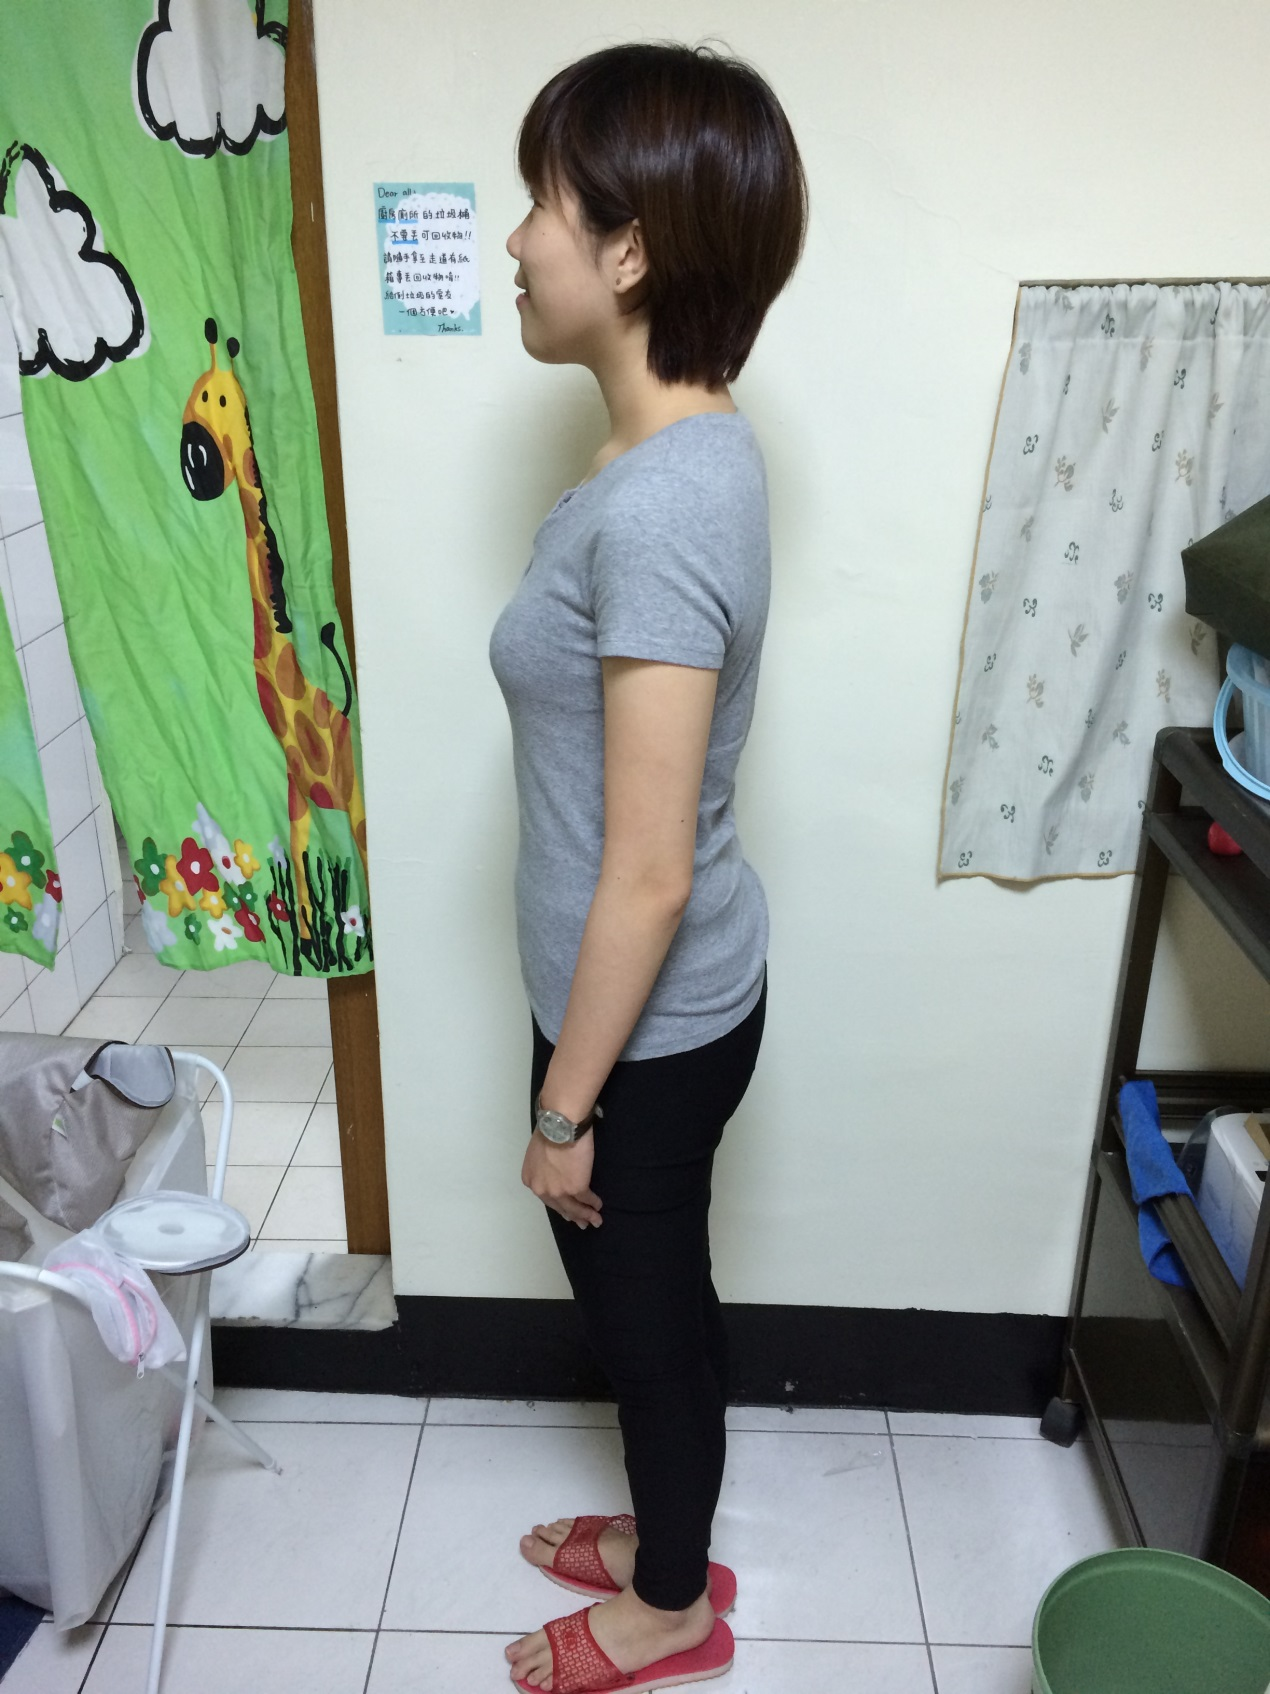 Dear all:
廚房廁所的垃圾桶
不要丟可回收物!!
請隨手拿至走道有紙
箱專丟回收物唷!!
給倒垃圾的室友
一個方便吧♥
Thanks.